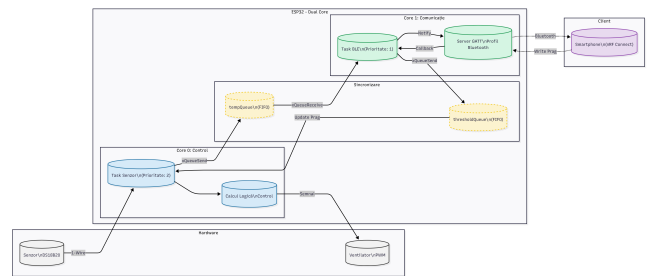 ESP32 - Dual Core
Core 1: Comunicatie
Client
Task BLE\n(Prioritate: 1)
Notify
Callback
xQueueSend
Server GATT\nProfil
Bluetooth
Bluetooth
Write Prag
Smartphone\n(nRF Connect)
Sincronizare
tempQueue\n(FIFO)
xQueueReceive
Update Prag
thresholdQueue\n(FIFO)
Core 0: Control
Task Senzor\n(Prioritate: 2)
xQueueSend
Calcul Logica\nControl
Comanda
Hardware
Senzor\nDS18B20
1-Wire
Ventilator\nPWM